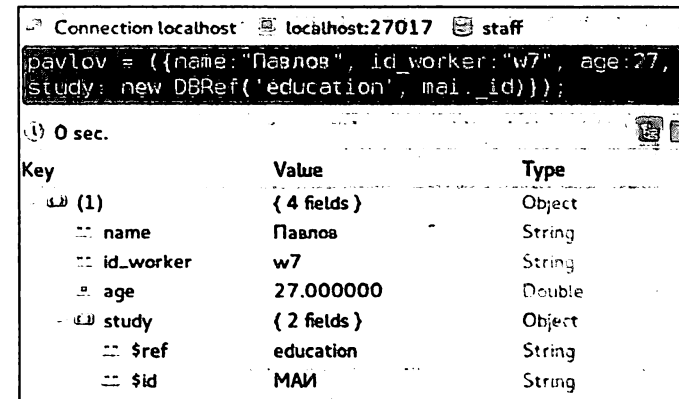 Connection localhost localhost:27017 staff
pavlov = ({name:"Павлов", id_worker:"w7", age:27,
study: new DBRef('education', mai._id)});
0 sec.
Key Value Type
(1) { 4 fields } Object
name Павлов String
id_worker w7 String
age 27.000000 Double
study { 2 fields } Object
$ref education String
$id МАИ String